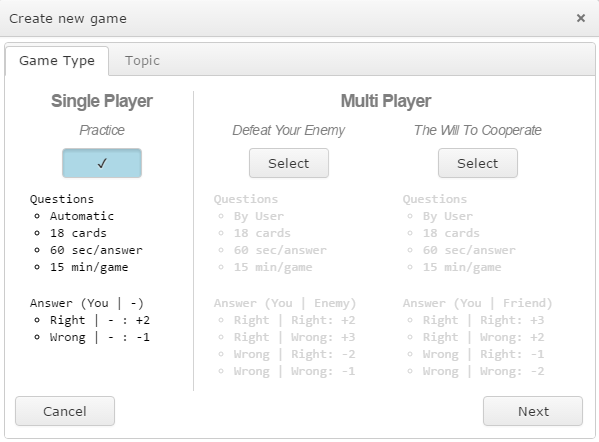 Create new game ×
Game Type Topic
Single Player
Practice
✓
Questions
Automatic
18 cards
60 sec/answer
15 min/game
Answer (You | -)
Right | - : +2
Wrong | - : -1
Multi Player
Defeat Your Enemy
Select
Questions
By User
18 cards
60 sec/answer
15 min/game
Answer (You | Enemy)
Right | Right: +2
Right | Wrong: +3
Wrong | Right: -2
Wrong | Wrong: -1
The Will To Cooperate
Select
Questions
By User
18 cards
60 sec/answer
15 min/game
Answer (You | Friend)
Right | Right: +3
Right | Wrong: +2
Wrong | Right: -1
Wrong | Wrong: -2
Cancel
Next